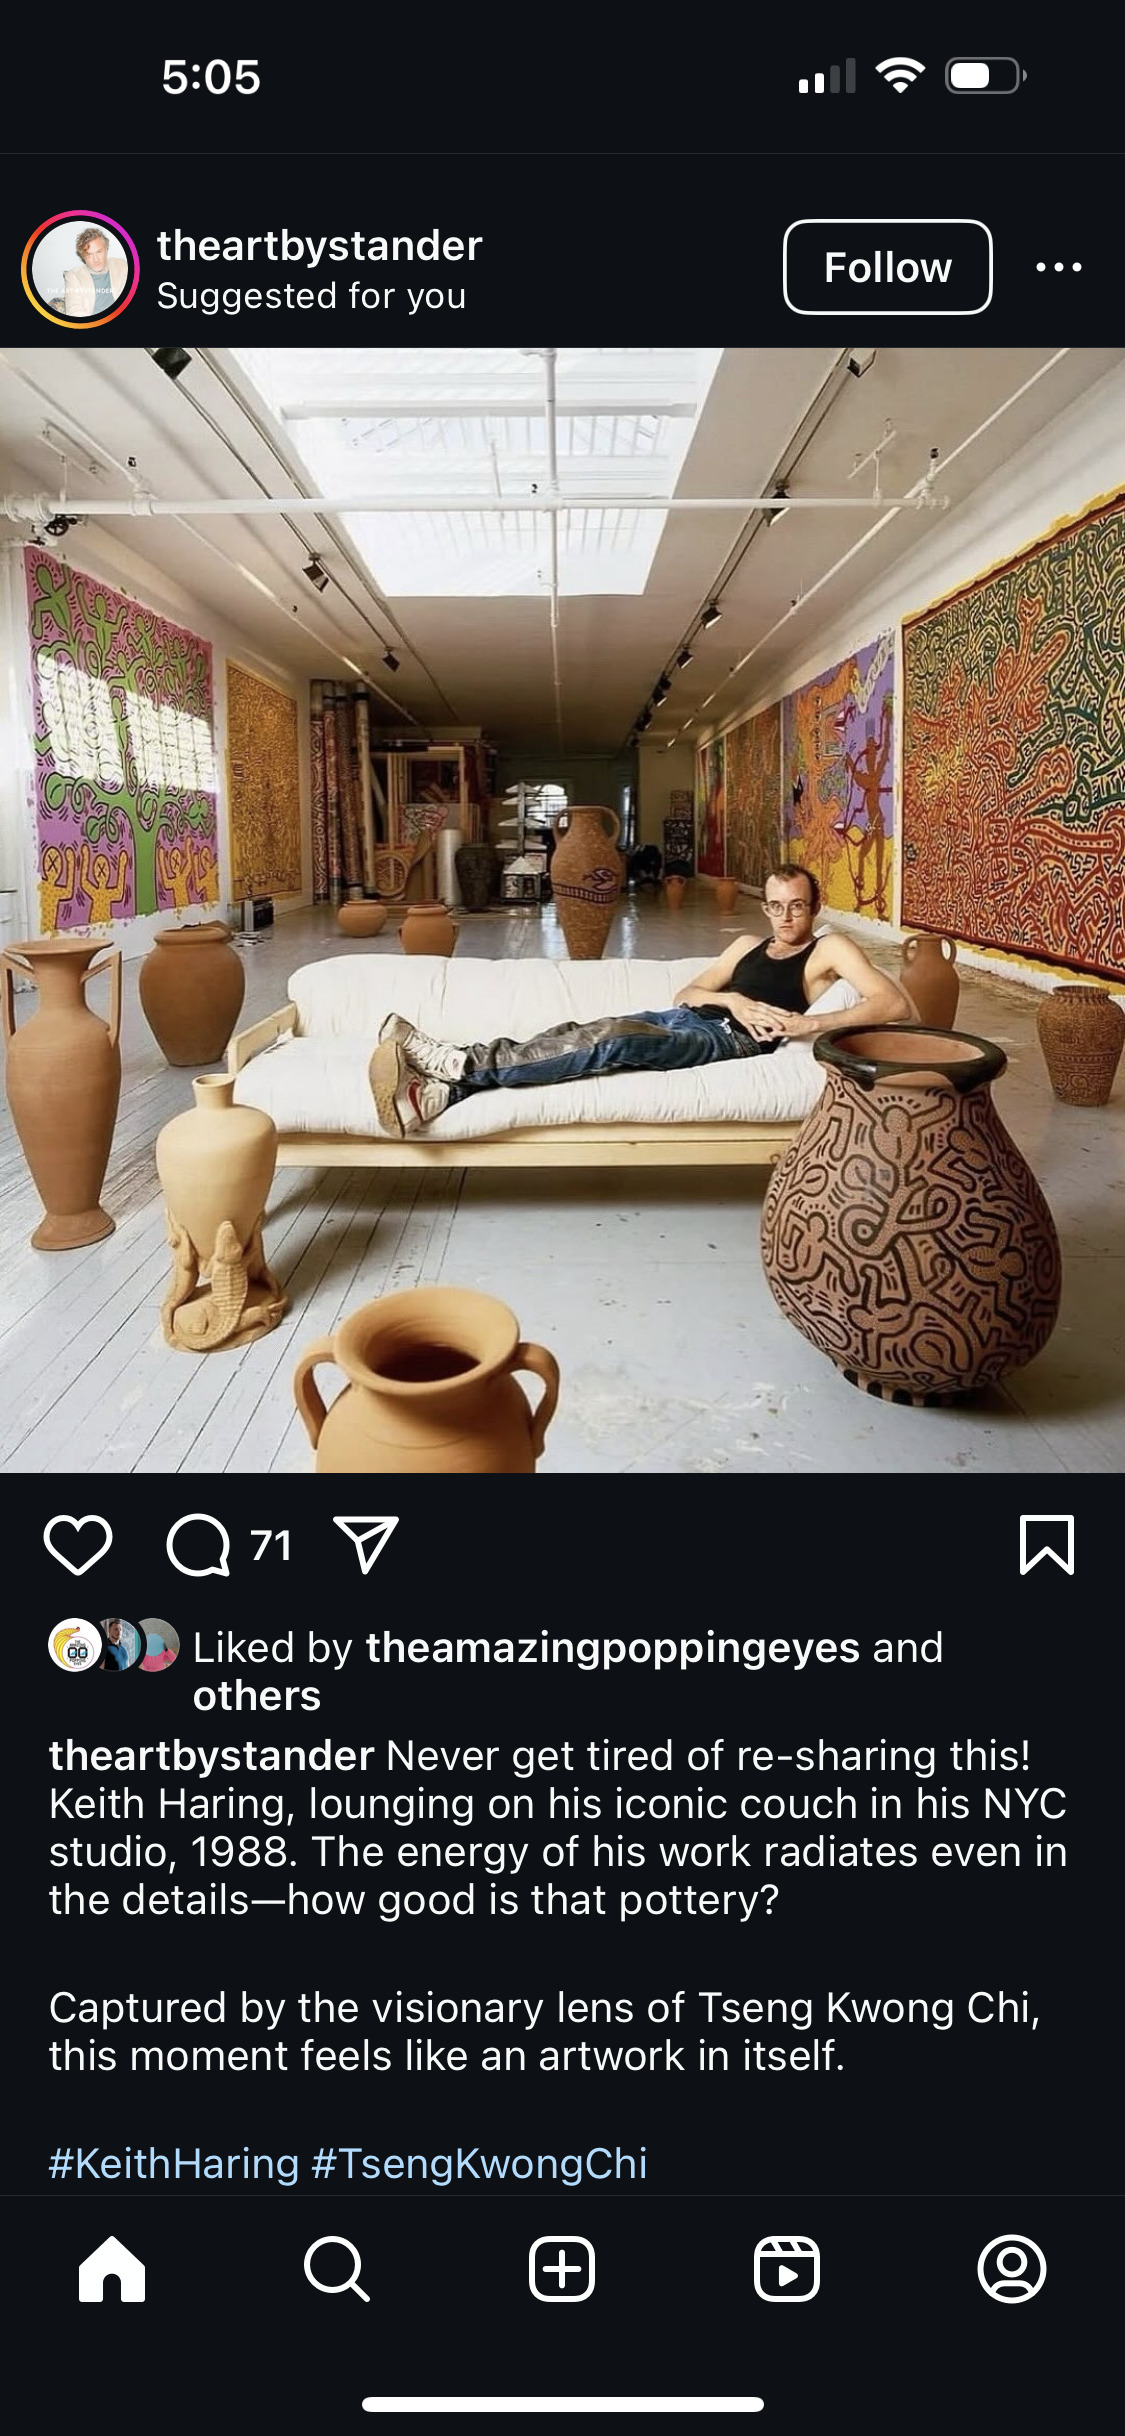 5:05
theartbystander
Suggested for you
Follow
71
Liked by theamazingpoppingeyes and
others
theartbystander Never get tired of re-sharing this!
Keith Haring, lounging on his iconic couch in his NYC
studio, 1988. The energy of his work radiates even in
the details—how good is that pottery?
Captured by the visionary lens of Tseng Kwong Chi,
this moment feels like an artwork in itself.
#KeithHaring #TsengKwongChi